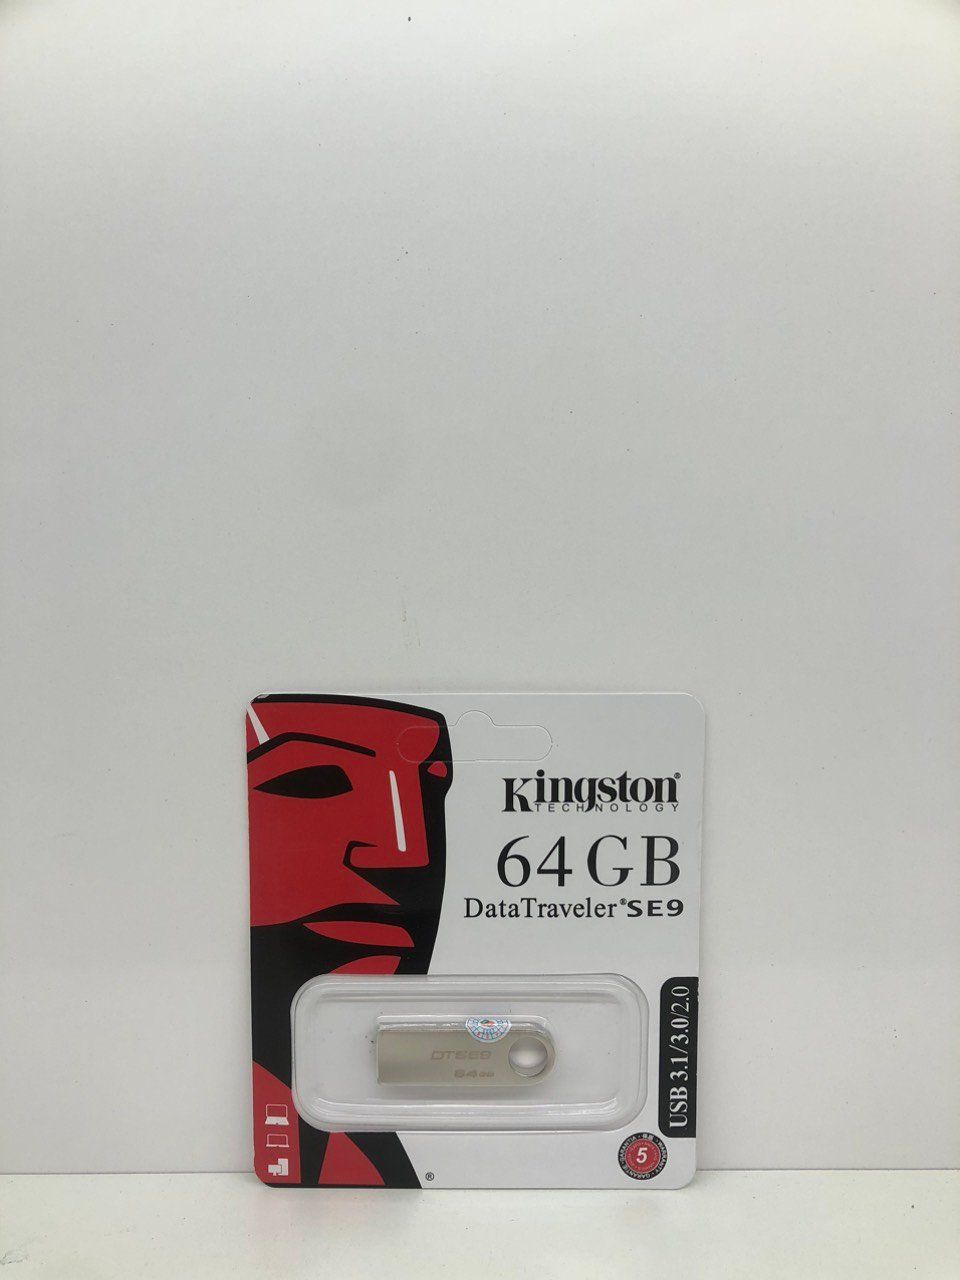 Kingston®
TECHNOLOGY
64GB
DataTraveler® SE9
USB 3.1/3.0/2.0
DTSE9
64GB
5
®